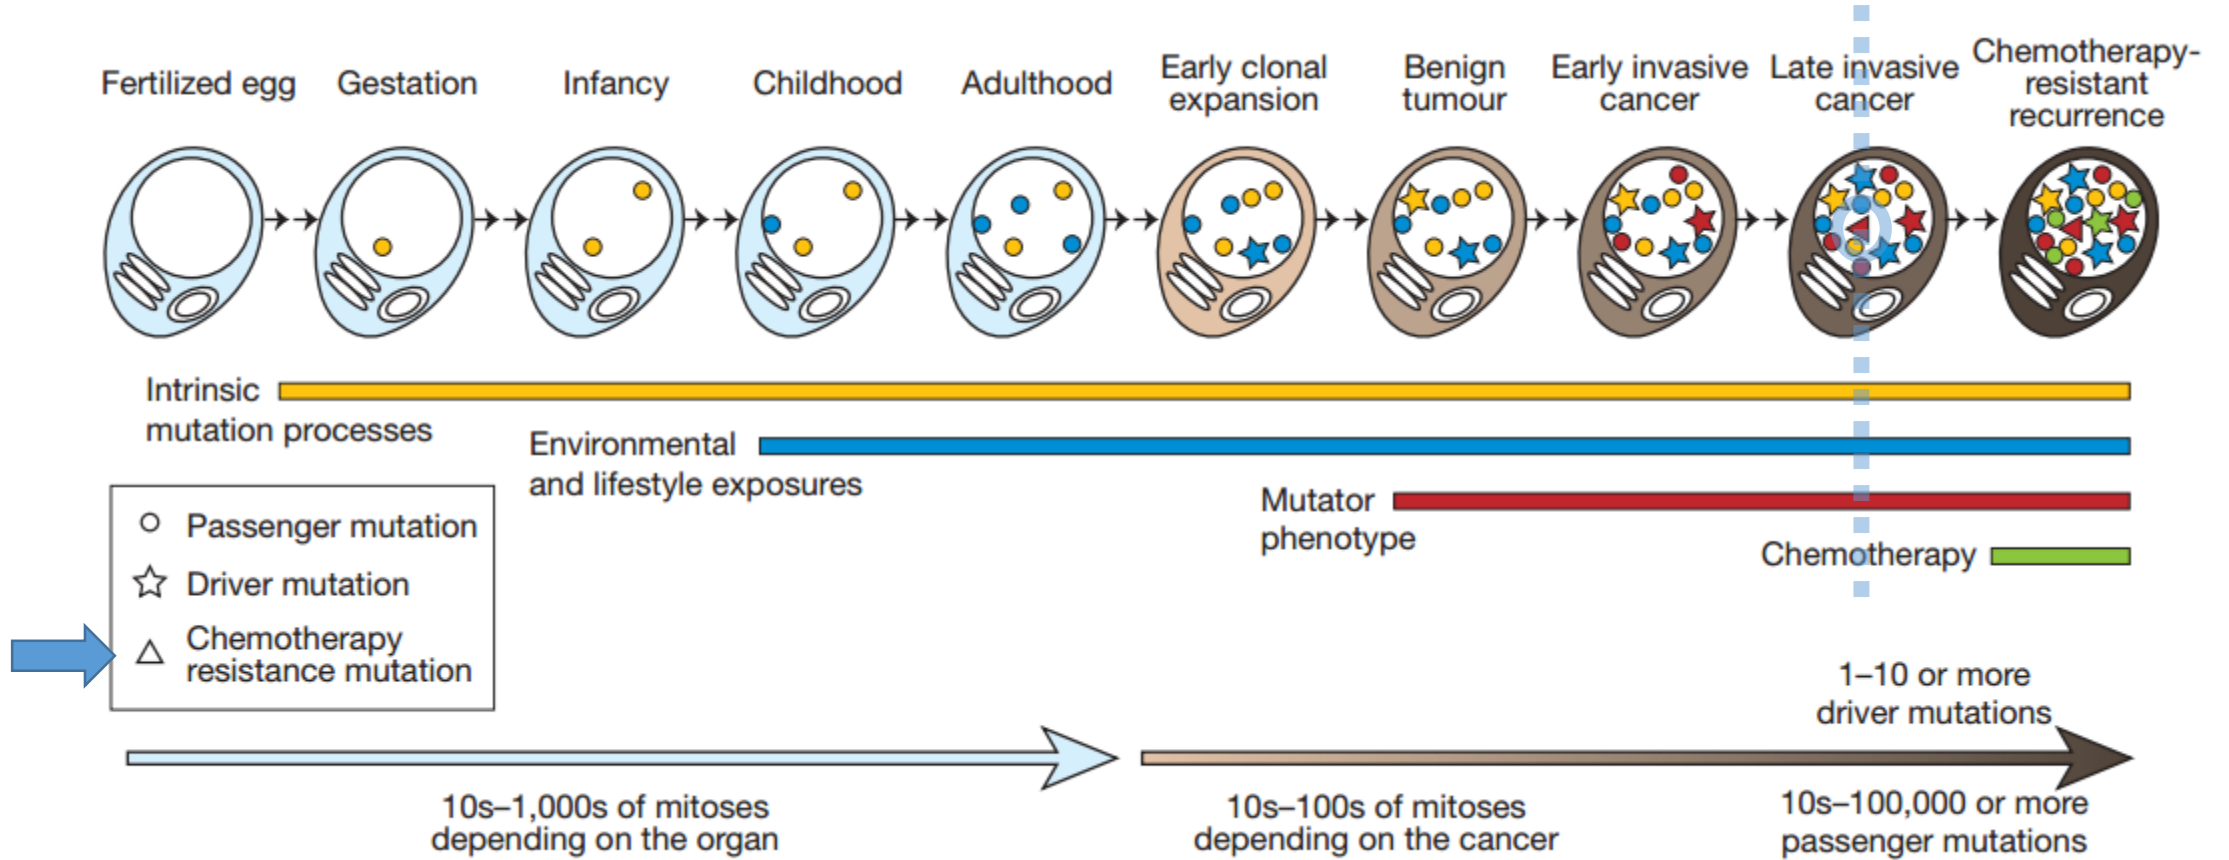 Fertilized egg
Gestation
Infancy
Childhood
Adulthood
Early clonal
expansion
Benign
tumour
Early invasive
cancer
Late invasive
cancer
Chemotherapy-
resistant
recurrence
Intrinsic
mutation processes
Environmental
and lifestyle exposures
Mutator
phenotype
Chemotherapy
Passenger mutation
Driver mutation
Chemotherapy
resistance mutation
1–10 or more
driver mutations
10s–1,000s of mitoses
depending on the organ
10s–100s of mitoses
depending on the cancer
10s–100,000 or more
passenger mutations